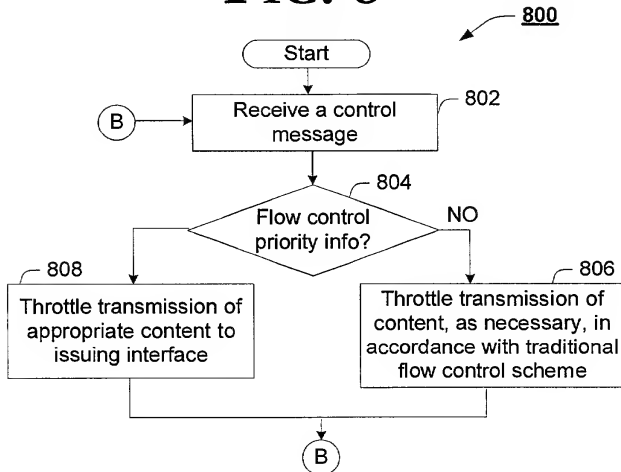 800
Start
B
Receive a control
message
802
804
Flow control
priority info?
NO
808
Throttle transmission of
appropriate content to
issuing interface
806
Throttle transmission of
content, as necessary, in
accordance with traditional
flow control scheme
B